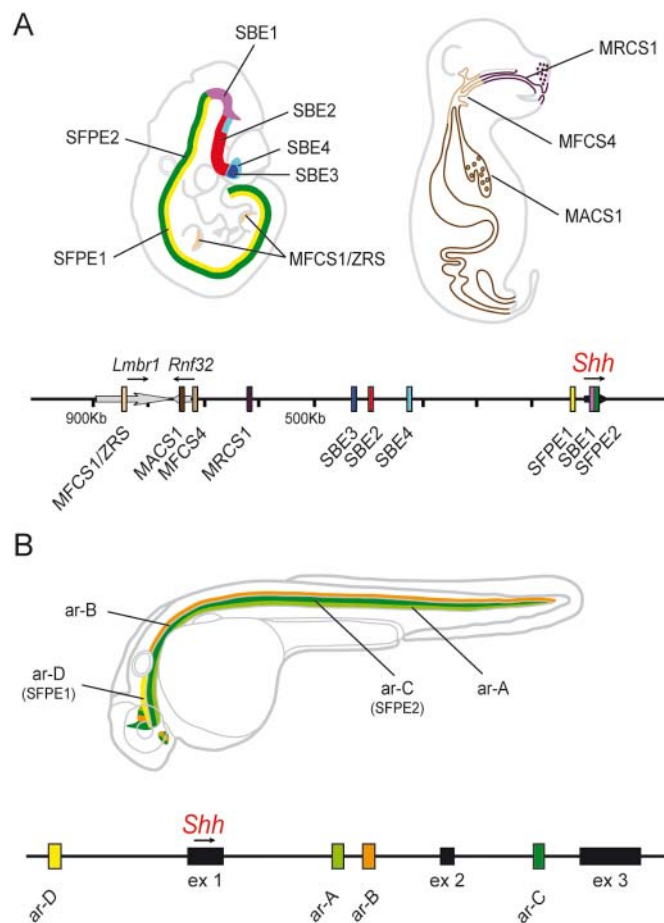 A
SBE1
SBE2
SFPE2
SBE4
SBE3
SFPE1
MFCS1/ZRS
MRCS1
MFCS4
MACS1
Lmbr1 Rnf32 Shh
900Kb 500Kb
MFCS1/ZRS MACS1 MFCS4 MRCS1 SBE3 SBE2 SBE4 SFPE1 SBE1 SFPE2
B
ar-B
ar-D
(SFPE1)
ar-C
(SFPE2)
ar-A
Shh
ar-D ex 1 ar-A ar-B ex 2 ar-C ex 3